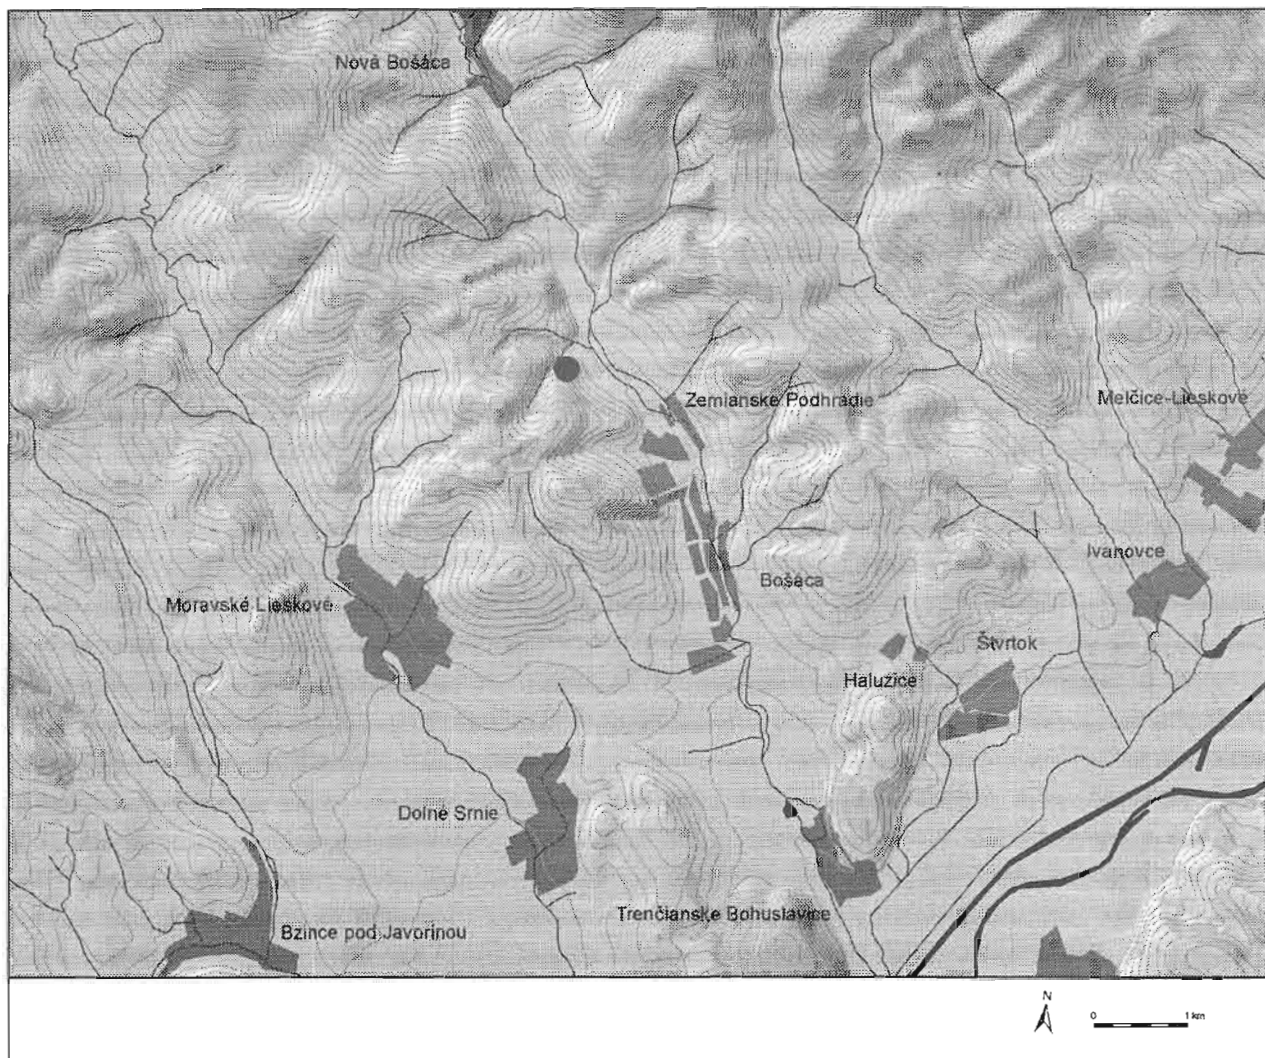 Nová Bošáca
Zemianske Podhradie
Melčice-Lieskové
Ivanovce
Bošáca
Moravské Lieskové
Štvrtok
Halužice
Dolné Srnie
Trenčianske Bohuslavice
Bzince pod Javorinou
N
0 1 km